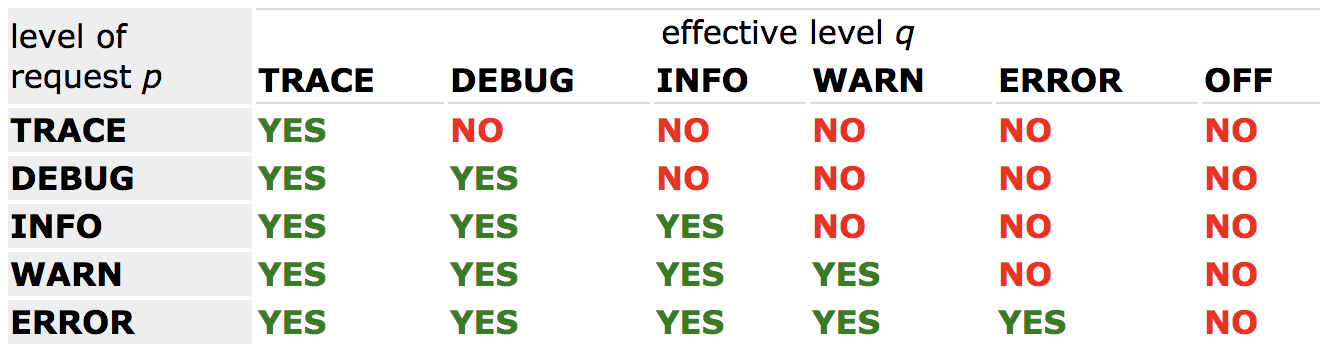 level of
request p
effective level q
TRACE DEBUG INFO WARN ERROR OFF
TRACE YES NO NO NO NO NO
DEBUG YES YES NO NO NO NO
INFO YES YES YES NO NO NO
WARN YES YES YES YES NO NO
ERROR YES YES YES YES YES NO